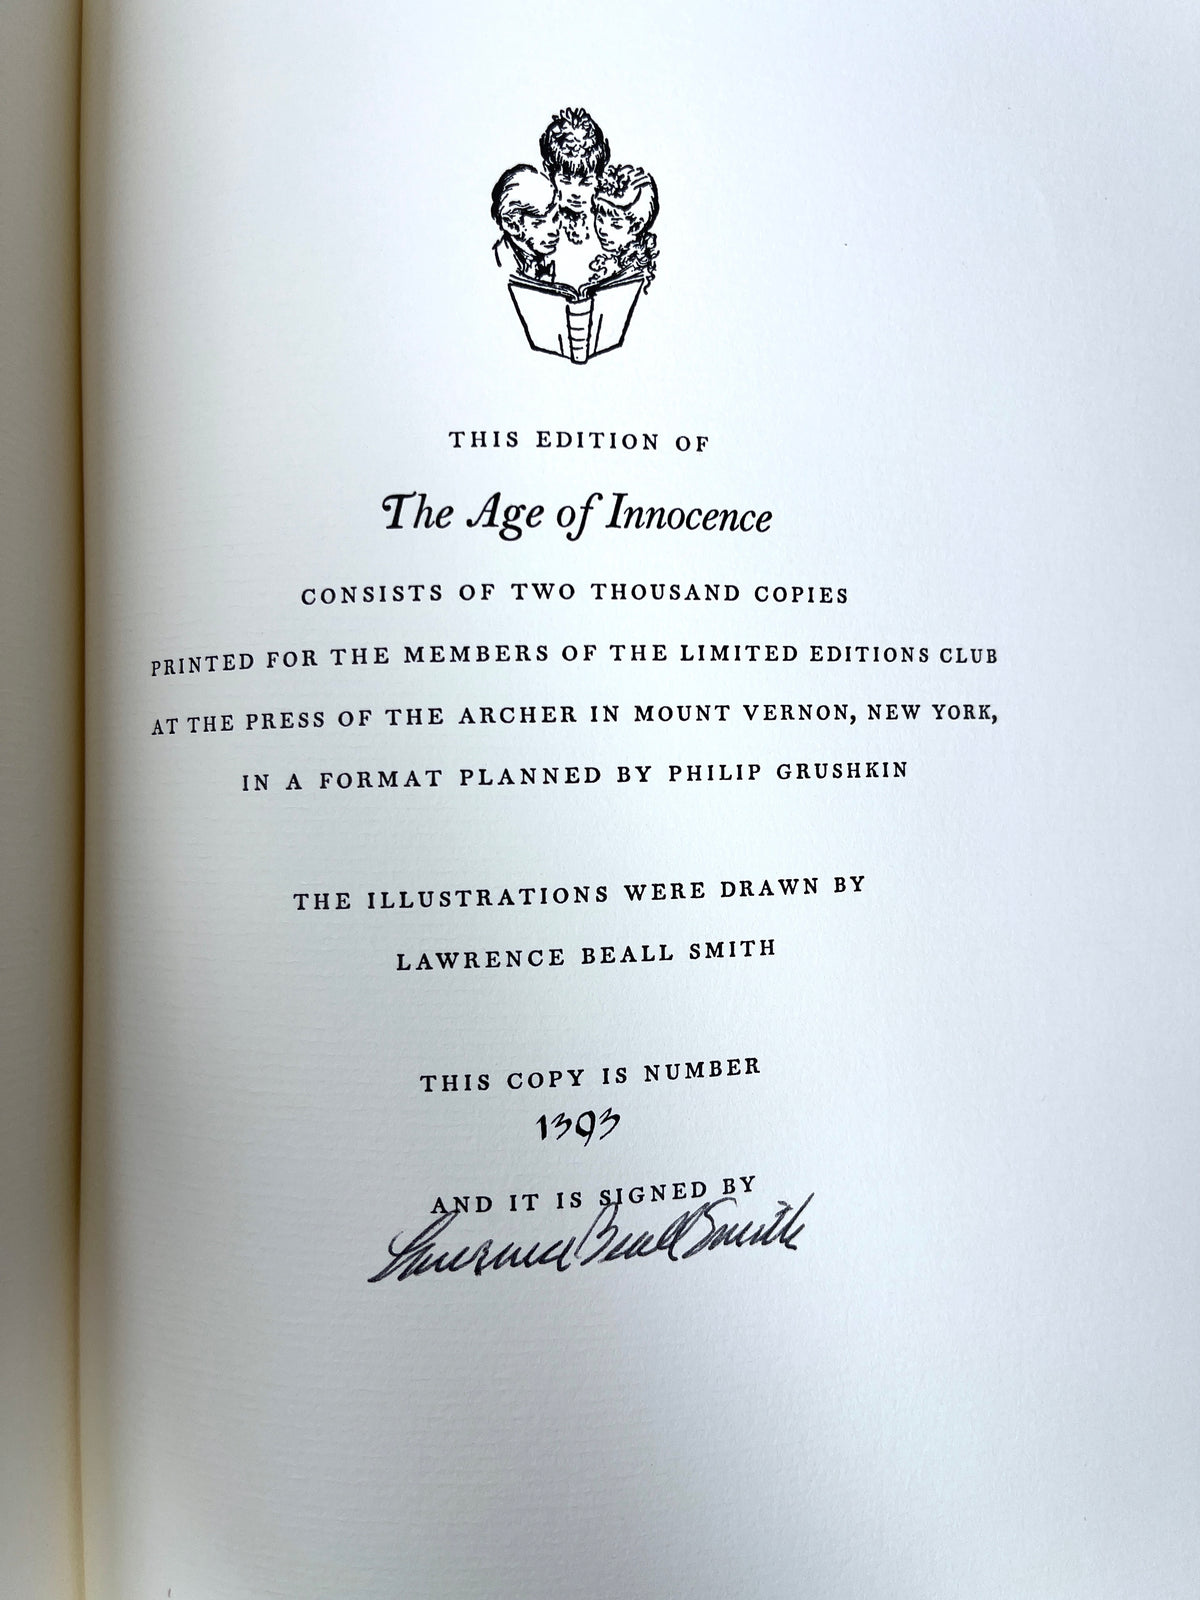 THIS EDITION OF
The Age of Innocence
CONSISTS OF TWO THOUSAND COPIES
PRINTED FOR THE MEMBERS OF THE LIMITED EDITIONS CLUB
AT THE PRESS OF THE ARCHER IN MOUNT VERNON, NEW YORK,
IN A FORMAT PLANNED BY PHILIP GRUSHKIN
THE ILLUSTRATIONS WERE DRAWN BY
LAWRENCE BEALL SMITH
THIS COPY IS NUMBER
1393
AND IT IS SIGNED BY
Lawrence Beall Smith